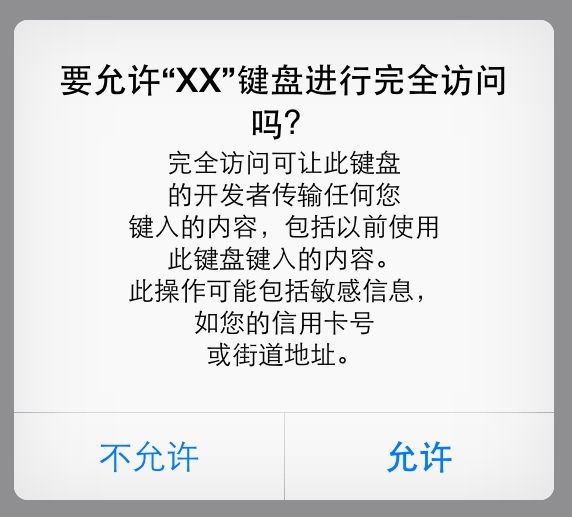 要允许“XX”键盘进行完全访问
吗？
完全访问可让此键盘
的开发者传输任何您
键入的内容，包括以前使用
此键盘键入的内容。
此操作可能包括敏感信息，
如您的信用卡号
或街道地址。
不允许
允许